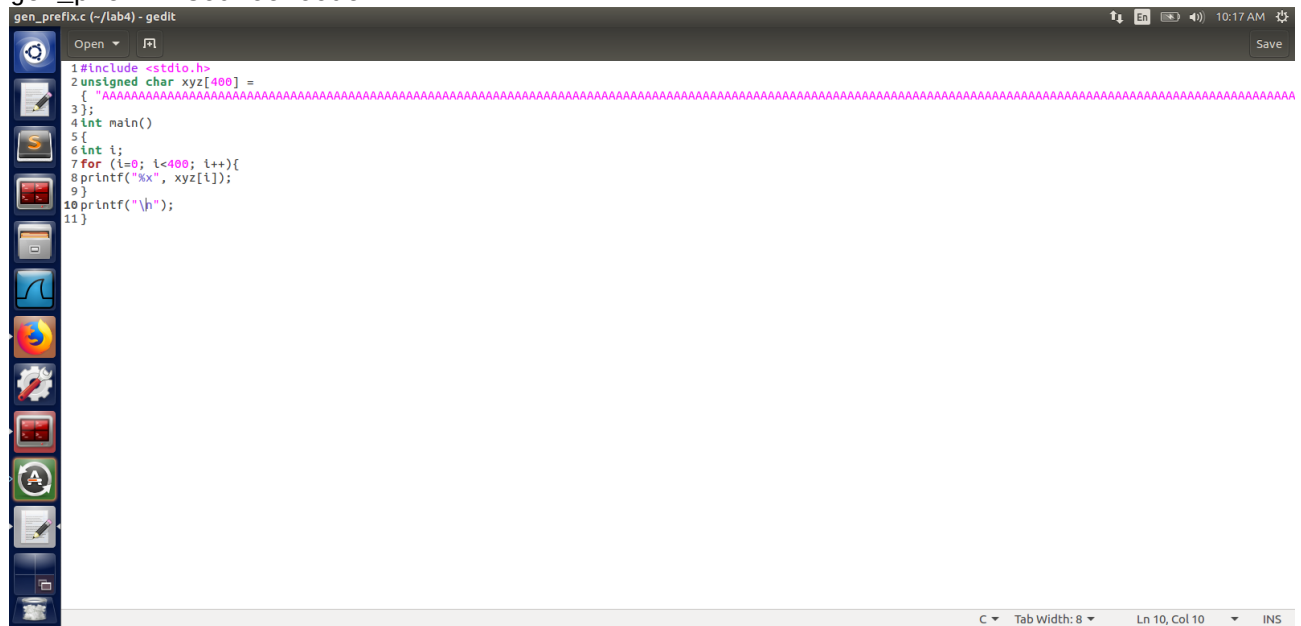 gen_prefix.c (~/lab4) - gedit
En 10:17 AM
Open Save
1 #include <stdio.h>
2 unsigned char xyz[400] =
{ "AAAAAAAAAAAAAAAAAAAAAAAAAAAAAAAAAAAAAAAAAAAAAAAAAAAAAAAAAAAAAAAAAAAAAAAAAAAAAAAAAAAAAAAAAAAAAAAAAAAAAAAAAAAAAAAAAAAAAAAAAAAAAAAAAAAAAAAAAAAAAAAAAAAAAAAAAAAAAAAAAAAAA
3 };
4 int main()
5 {
6 int i;
7 for (i=0; i<400; i++){
8 printf("%x", xyz[i]);
9 }
10 printf("\n");
11 }
C Tab Width: 8 Ln 10, Col 10 INS